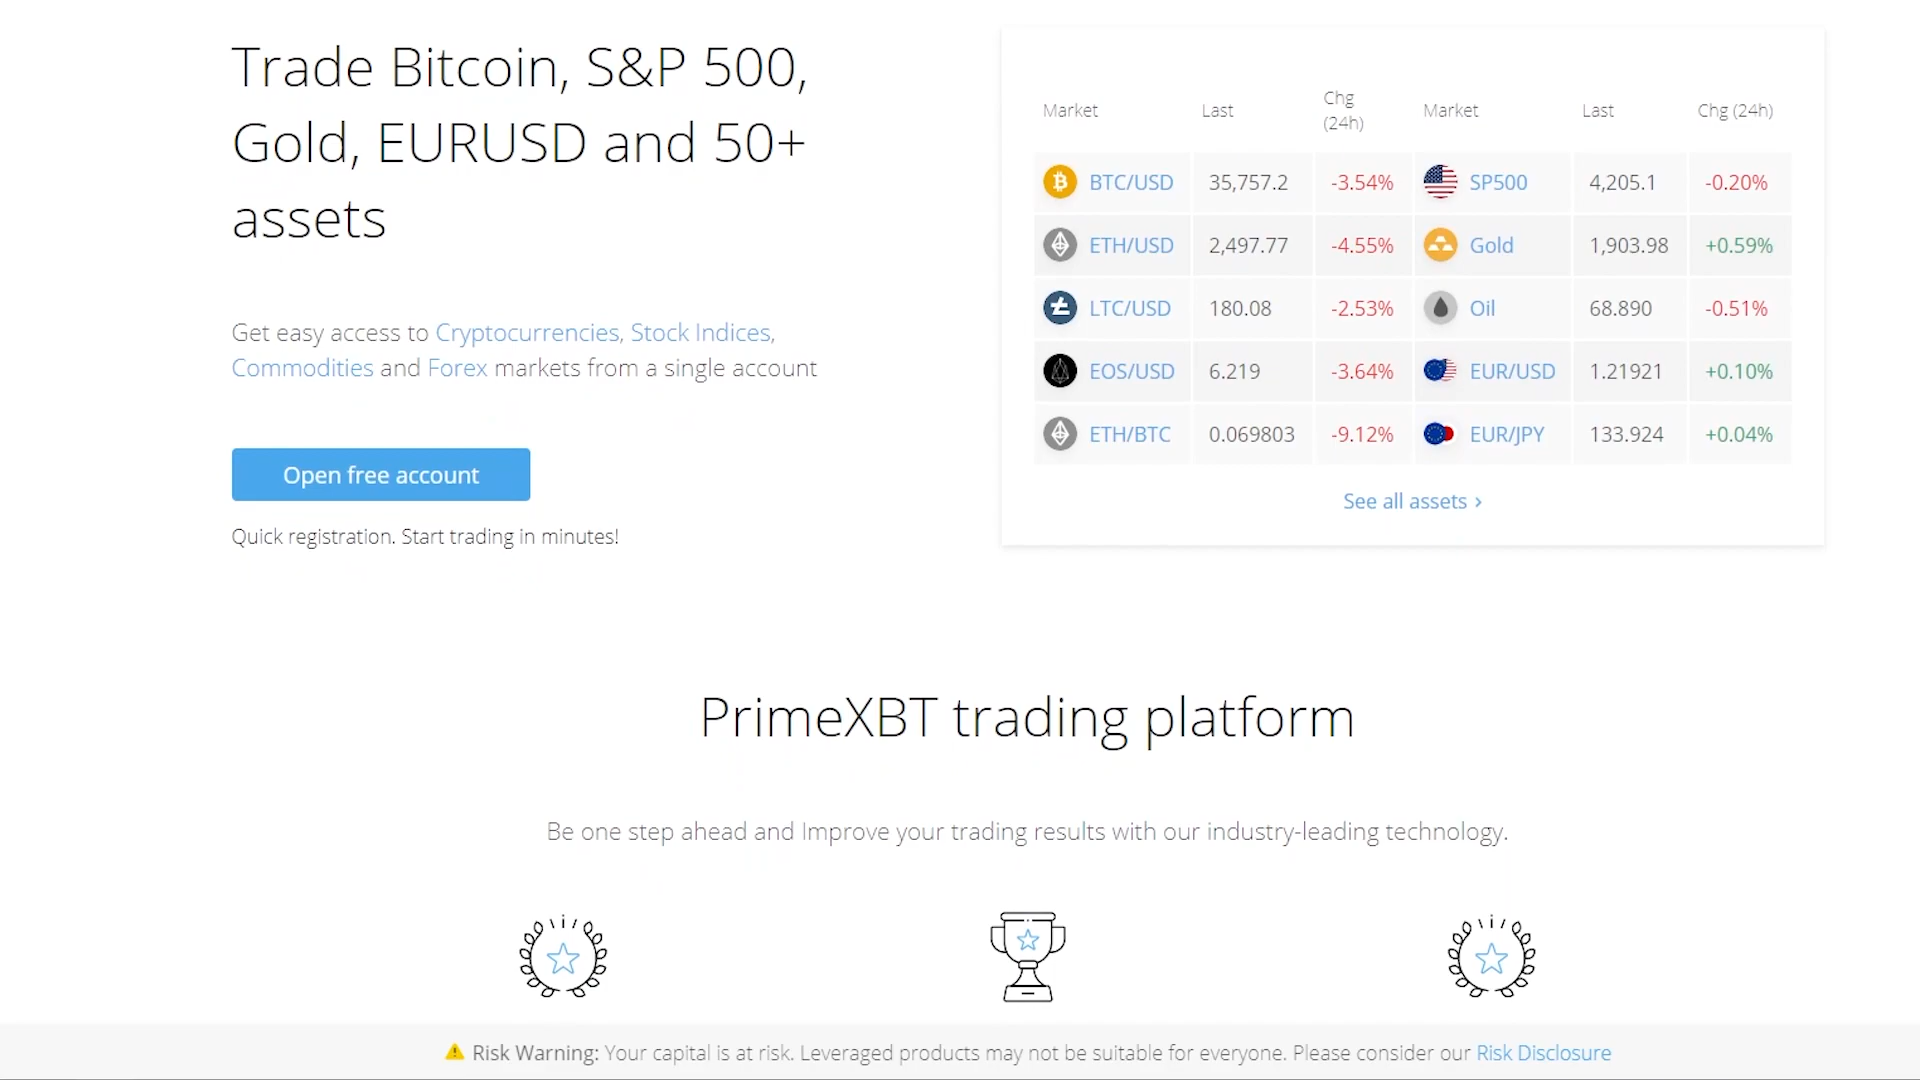 Trade Bitcoin, S&P 500,
Gold, EURUSD and 50+
assets
Get easy access to Cryptocurrencies, Stock Indices,
Commodities and Forex markets from a single account
Open free account
Quick registration. Start trading in minutes!
Market Last Chg (24h) Market Last Chg (24h)
BTC/USD 35,757.2 -3.54% SP500 4,205.1 -0.20%
ETH/USD 2,497.77 -4.55% Gold 1,903.98 +0.59%
LTC/USD 180.08 -2.53% Oil 68.890 -0.51%
EOS/USD 6.219 -3.64% EUR/USD 1.21921 +0.10%
ETH/BTC 0.069803 -9.12% EUR/JPY 133.924 +0.04%
See all assets ›
PrimeXBT trading platform
Be one step ahead and Improve your trading results with our industry-leading technology.
Risk Warning: Your capital is at risk. Leveraged products may not be suitable for everyone. Please consider our Risk Disclosure